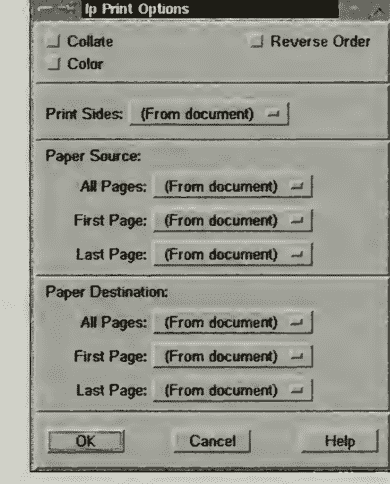 lp Print Options
Collate Reverse Order
Color
Print Sides: (From document)
Paper Source:
All Pages: (From document)
First Page: (From document)
Last Page: (From document)
Paper Destination:
All Pages: (From document)
First Page: (From document)
Last Page: (From document)
OK Cancel Help